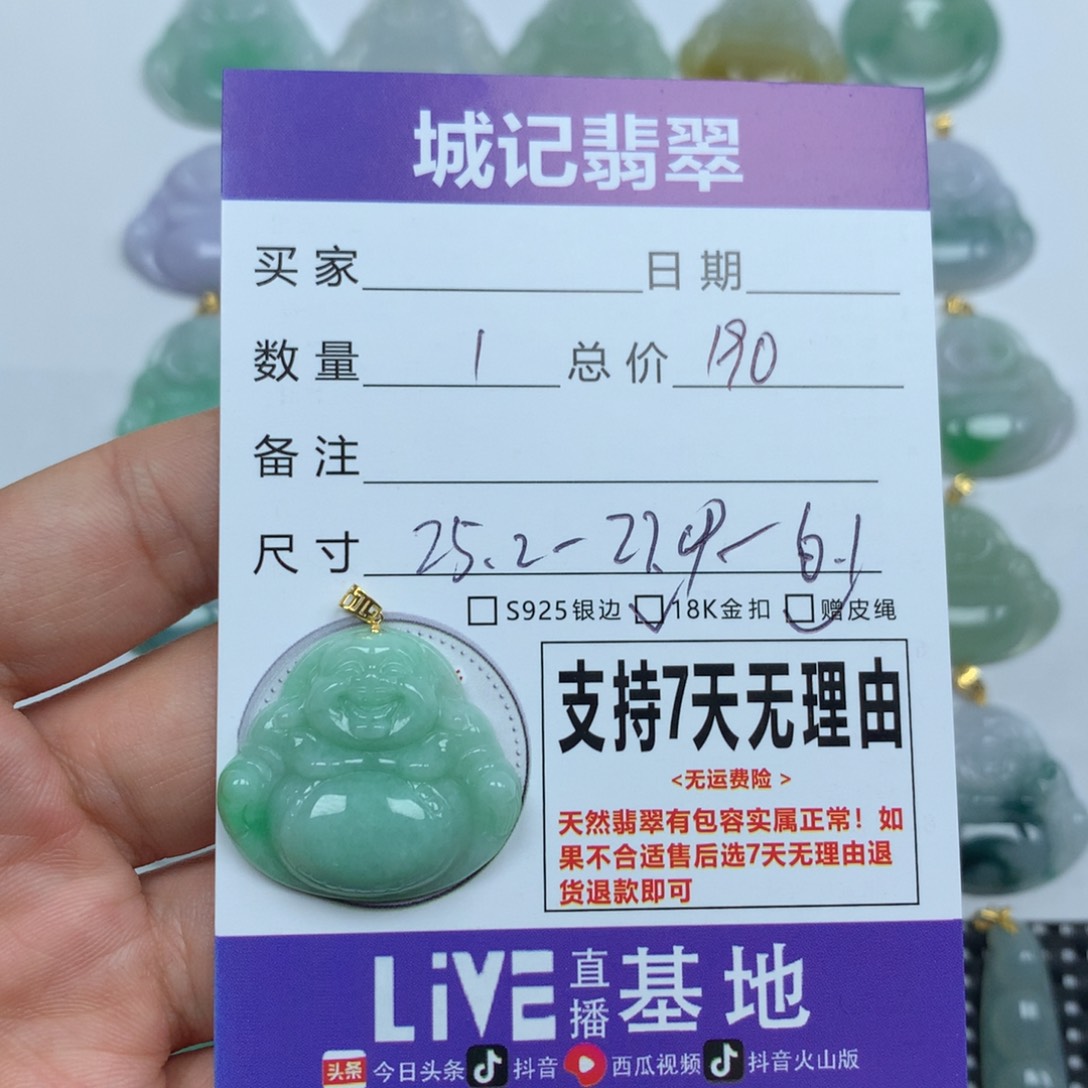 城记翡翠
买家 日期
数量 1 总价 190
备注
尺寸 25.2-27.9-6.1
S925银边 18K金扣 赠皮绳
支持7天无理由
<无运费险>
天然翡翠有包容实属正常！如
果不合适售后选7天无理由退
货退款即可
LiVE 直播 基地
头条 今日头条 抖音 西瓜视频 抖音火山版